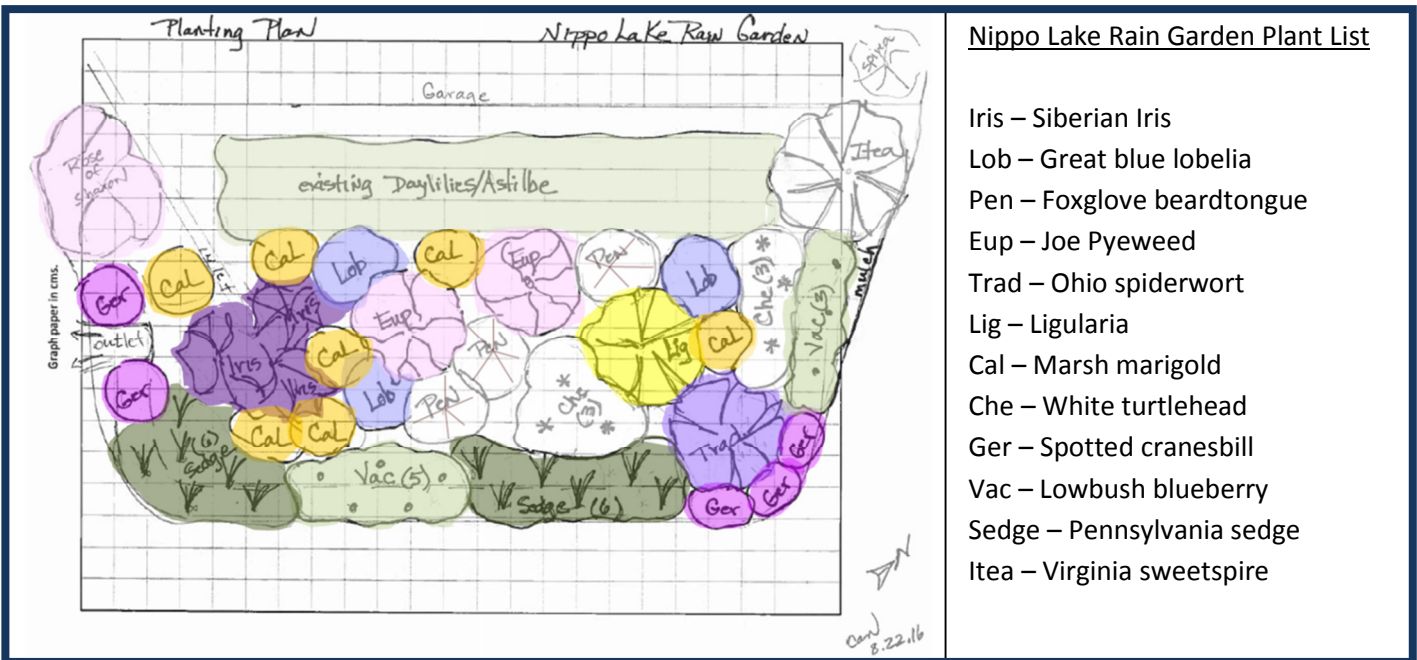 Planting Plan
Nippo Lake Rain Garden
spirea
Garage
Rose
of
Sharon
existing Daylilies/Astilbe
Itea
Cal
Lob
Cal
Eup
Pen
Lob
Che (3)
Vac(3)
mulch
Ger
Cal
inlet
Iris
Eup
Graph paper in cms.
outlet
Iris
Cal
Pen
Lig
Cal
Ger
Iris
Lob
Pen
Che
(3)
Trad
Ger
Cal
Cal
(6)
Sedge
Vac (5)
Sedge (6)
Ger
Ger
N
8.22.16
Nippo Lake Rain Garden Plant List
Iris – Siberian Iris
Lob – Great blue lobelia
Pen – Foxglove beardtongue
Eup – Joe Pyeweed
Trad – Ohio spiderwort
Lig – Ligularia
Cal – Marsh marigold
Che – White turtlehead
Ger – Spotted cranesbill
Vac – Lowbush blueberry
Sedge – Pennsylvania sedge
Itea – Virginia sweetspire